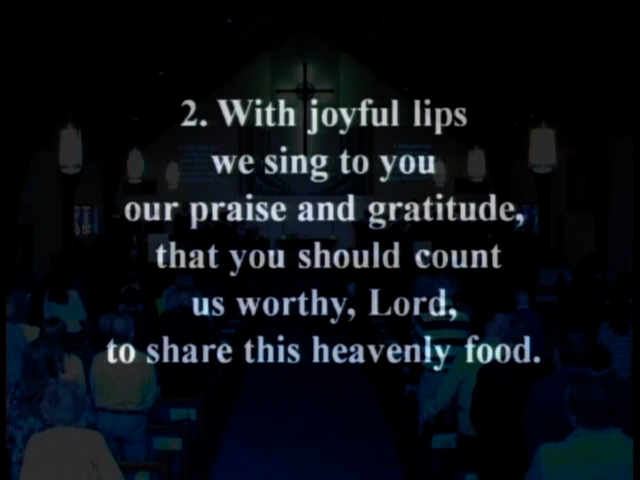 2. With joyful lips
we sing to you
our praise and gratitude,
that you should count
us worthy, Lord,
to share this heavenly food.